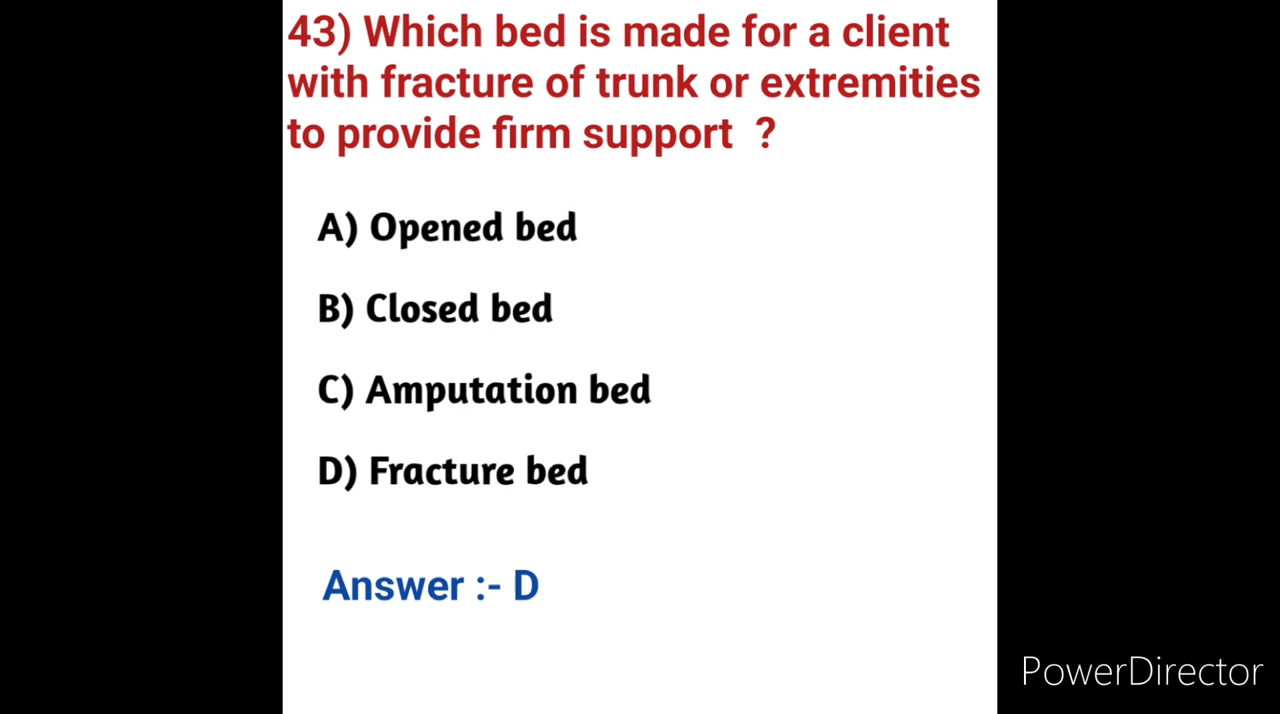 43) Which bed is made for a client
with fracture of trunk or extremities
to provide firm support ?
A) Opened bed
B) Closed bed
C) Amputation bed
D) Fracture bed
Answer :- D
PowerDirector